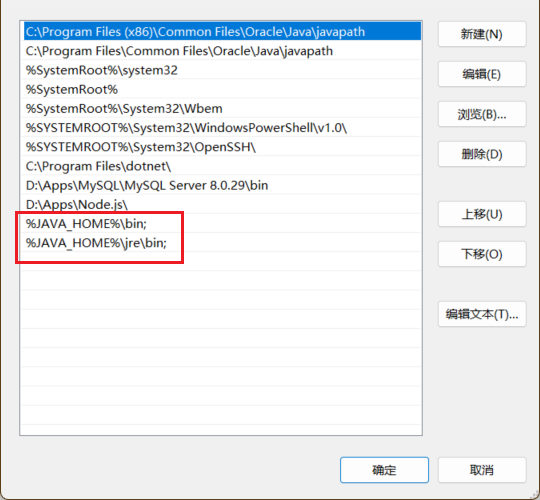 C:\Program Files (x86)\Common Files\Oracle\Java\javapath
C:\Program Files\Common Files\Oracle\Java\javapath
%SystemRoot%\system32
%SystemRoot%
%SystemRoot%\System32\Wbem
%SYSTEMROOT%\System32\WindowsPowerShell\v1.0\
%SYSTEMROOT%\System32\OpenSSH\
C:\Program Files\dotnet\
D:\Apps\MySQL\MySQL Server 8.0.29\bin
D:\Apps\Node.js\
%JAVA_HOME%\bin;
%JAVA_HOME%\jre\bin;
新建(N)
编辑(E)
浏览(B)...
删除(D)
上移(U)
下移(O)
编辑文本(T)...
确定
取消